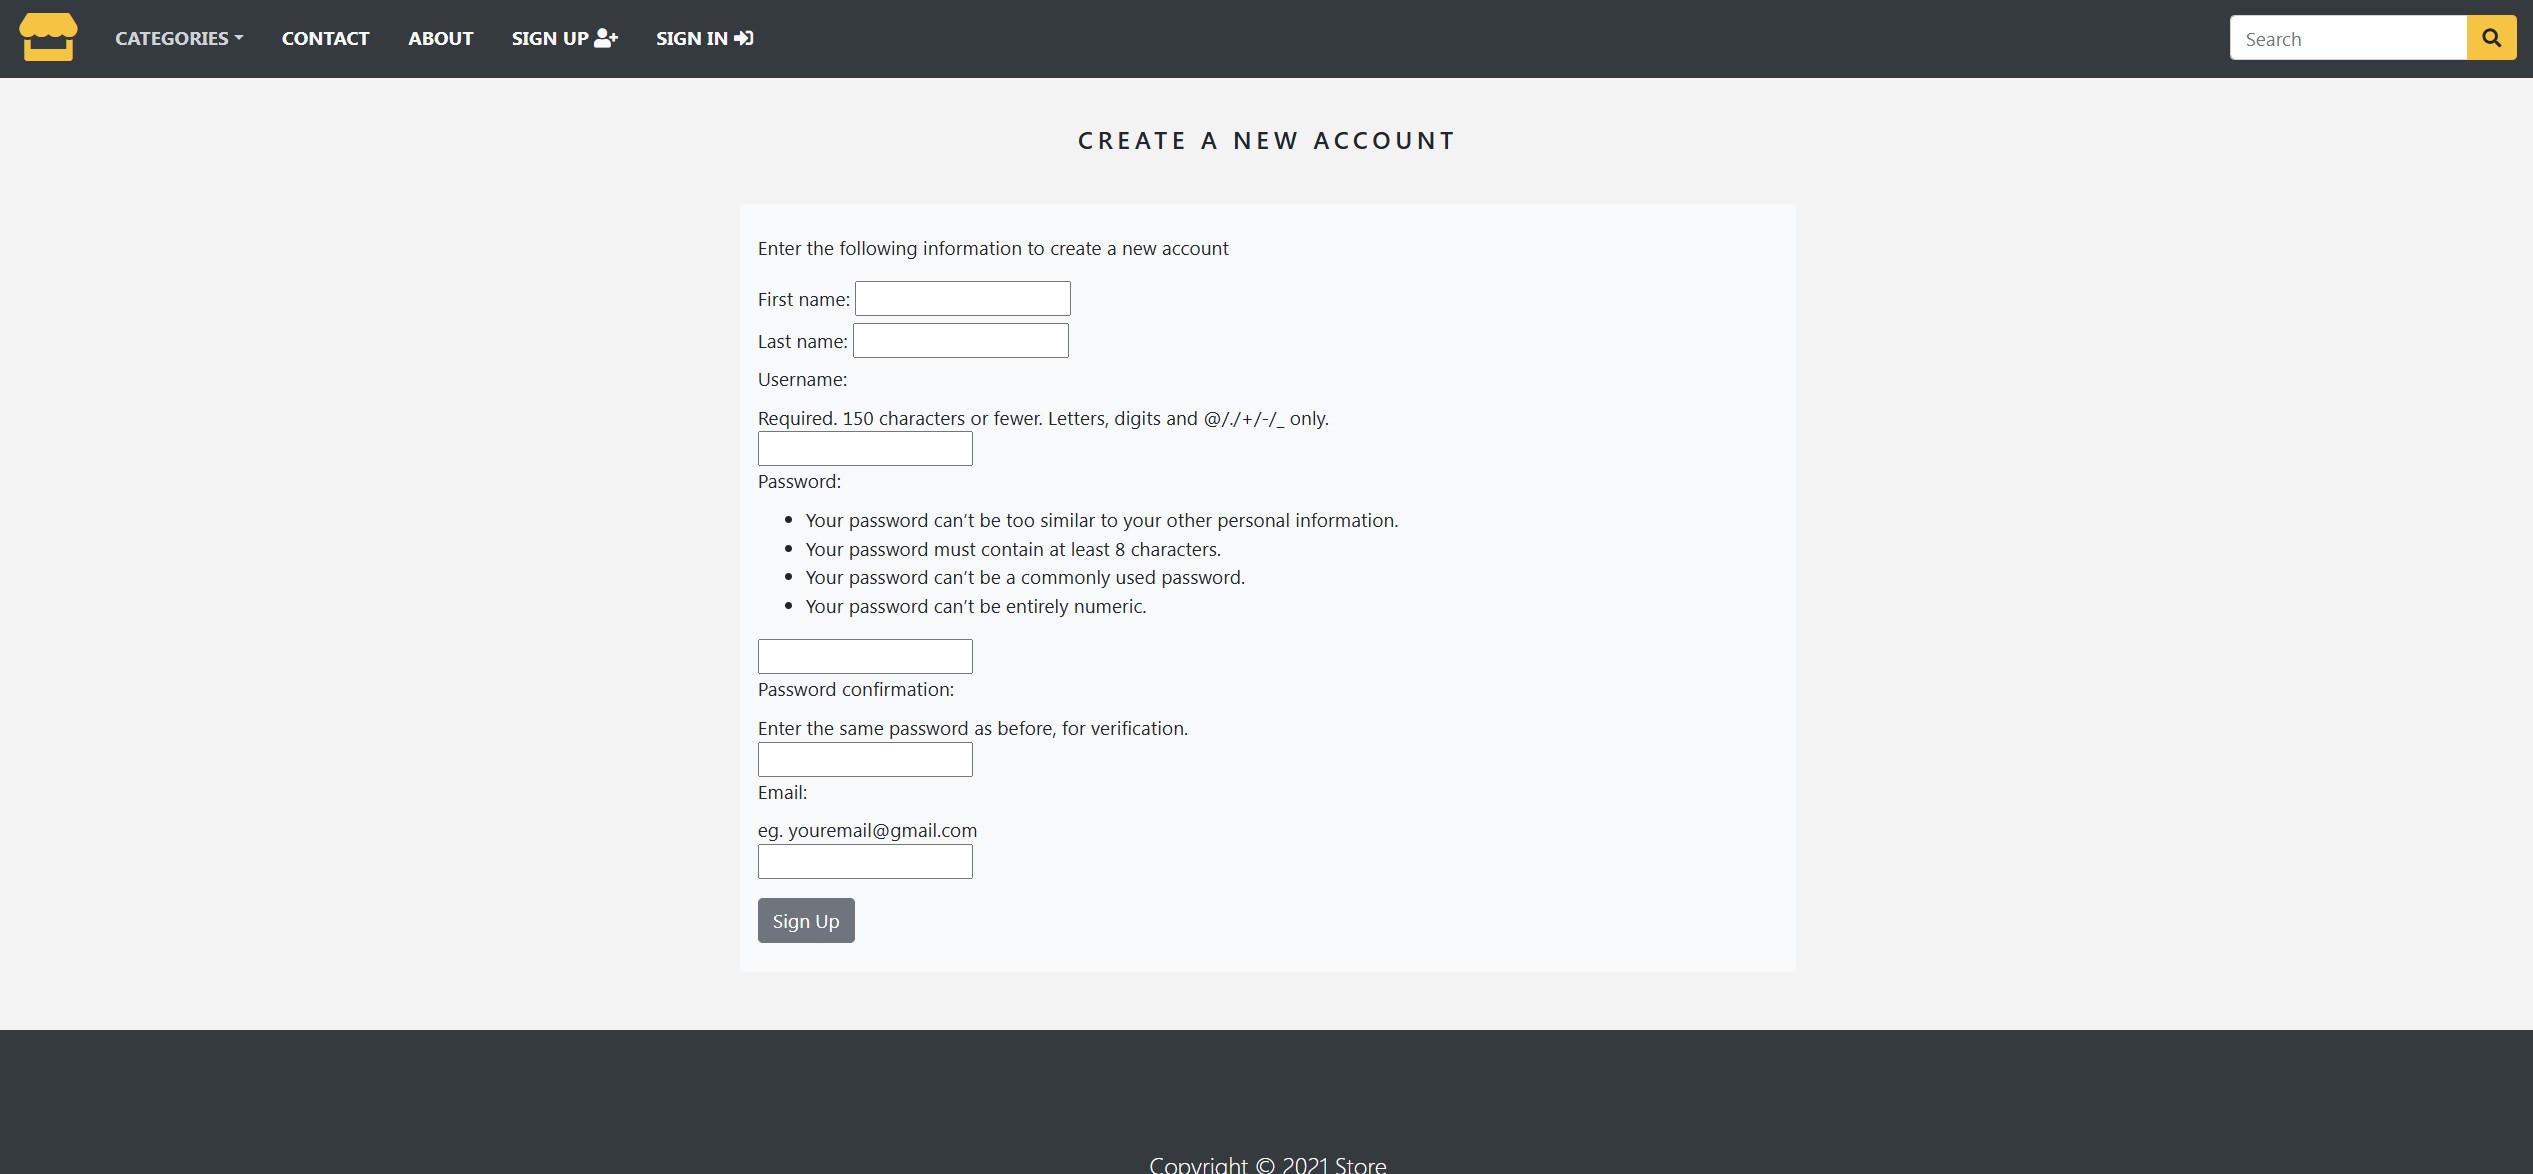 CATEGORIES CONTACT ABOUT SIGN UP SIGN IN Search
CREATE A NEW ACCOUNT
Enter the following information to create a new account
First name:
Last name:
Username:
Required. 150 characters or fewer. Letters, digits and @/./+/-/_ only.
Password:
Your password can’t be too similar to your other personal information.
Your password must contain at least 8 characters.
Your password can’t be a commonly used password.
Your password can’t be entirely numeric.
Password confirmation:
Enter the same password as before, for verification.
Email:
eg. youremail@gmail.com
Sign Up
Copyright © 2021 Store